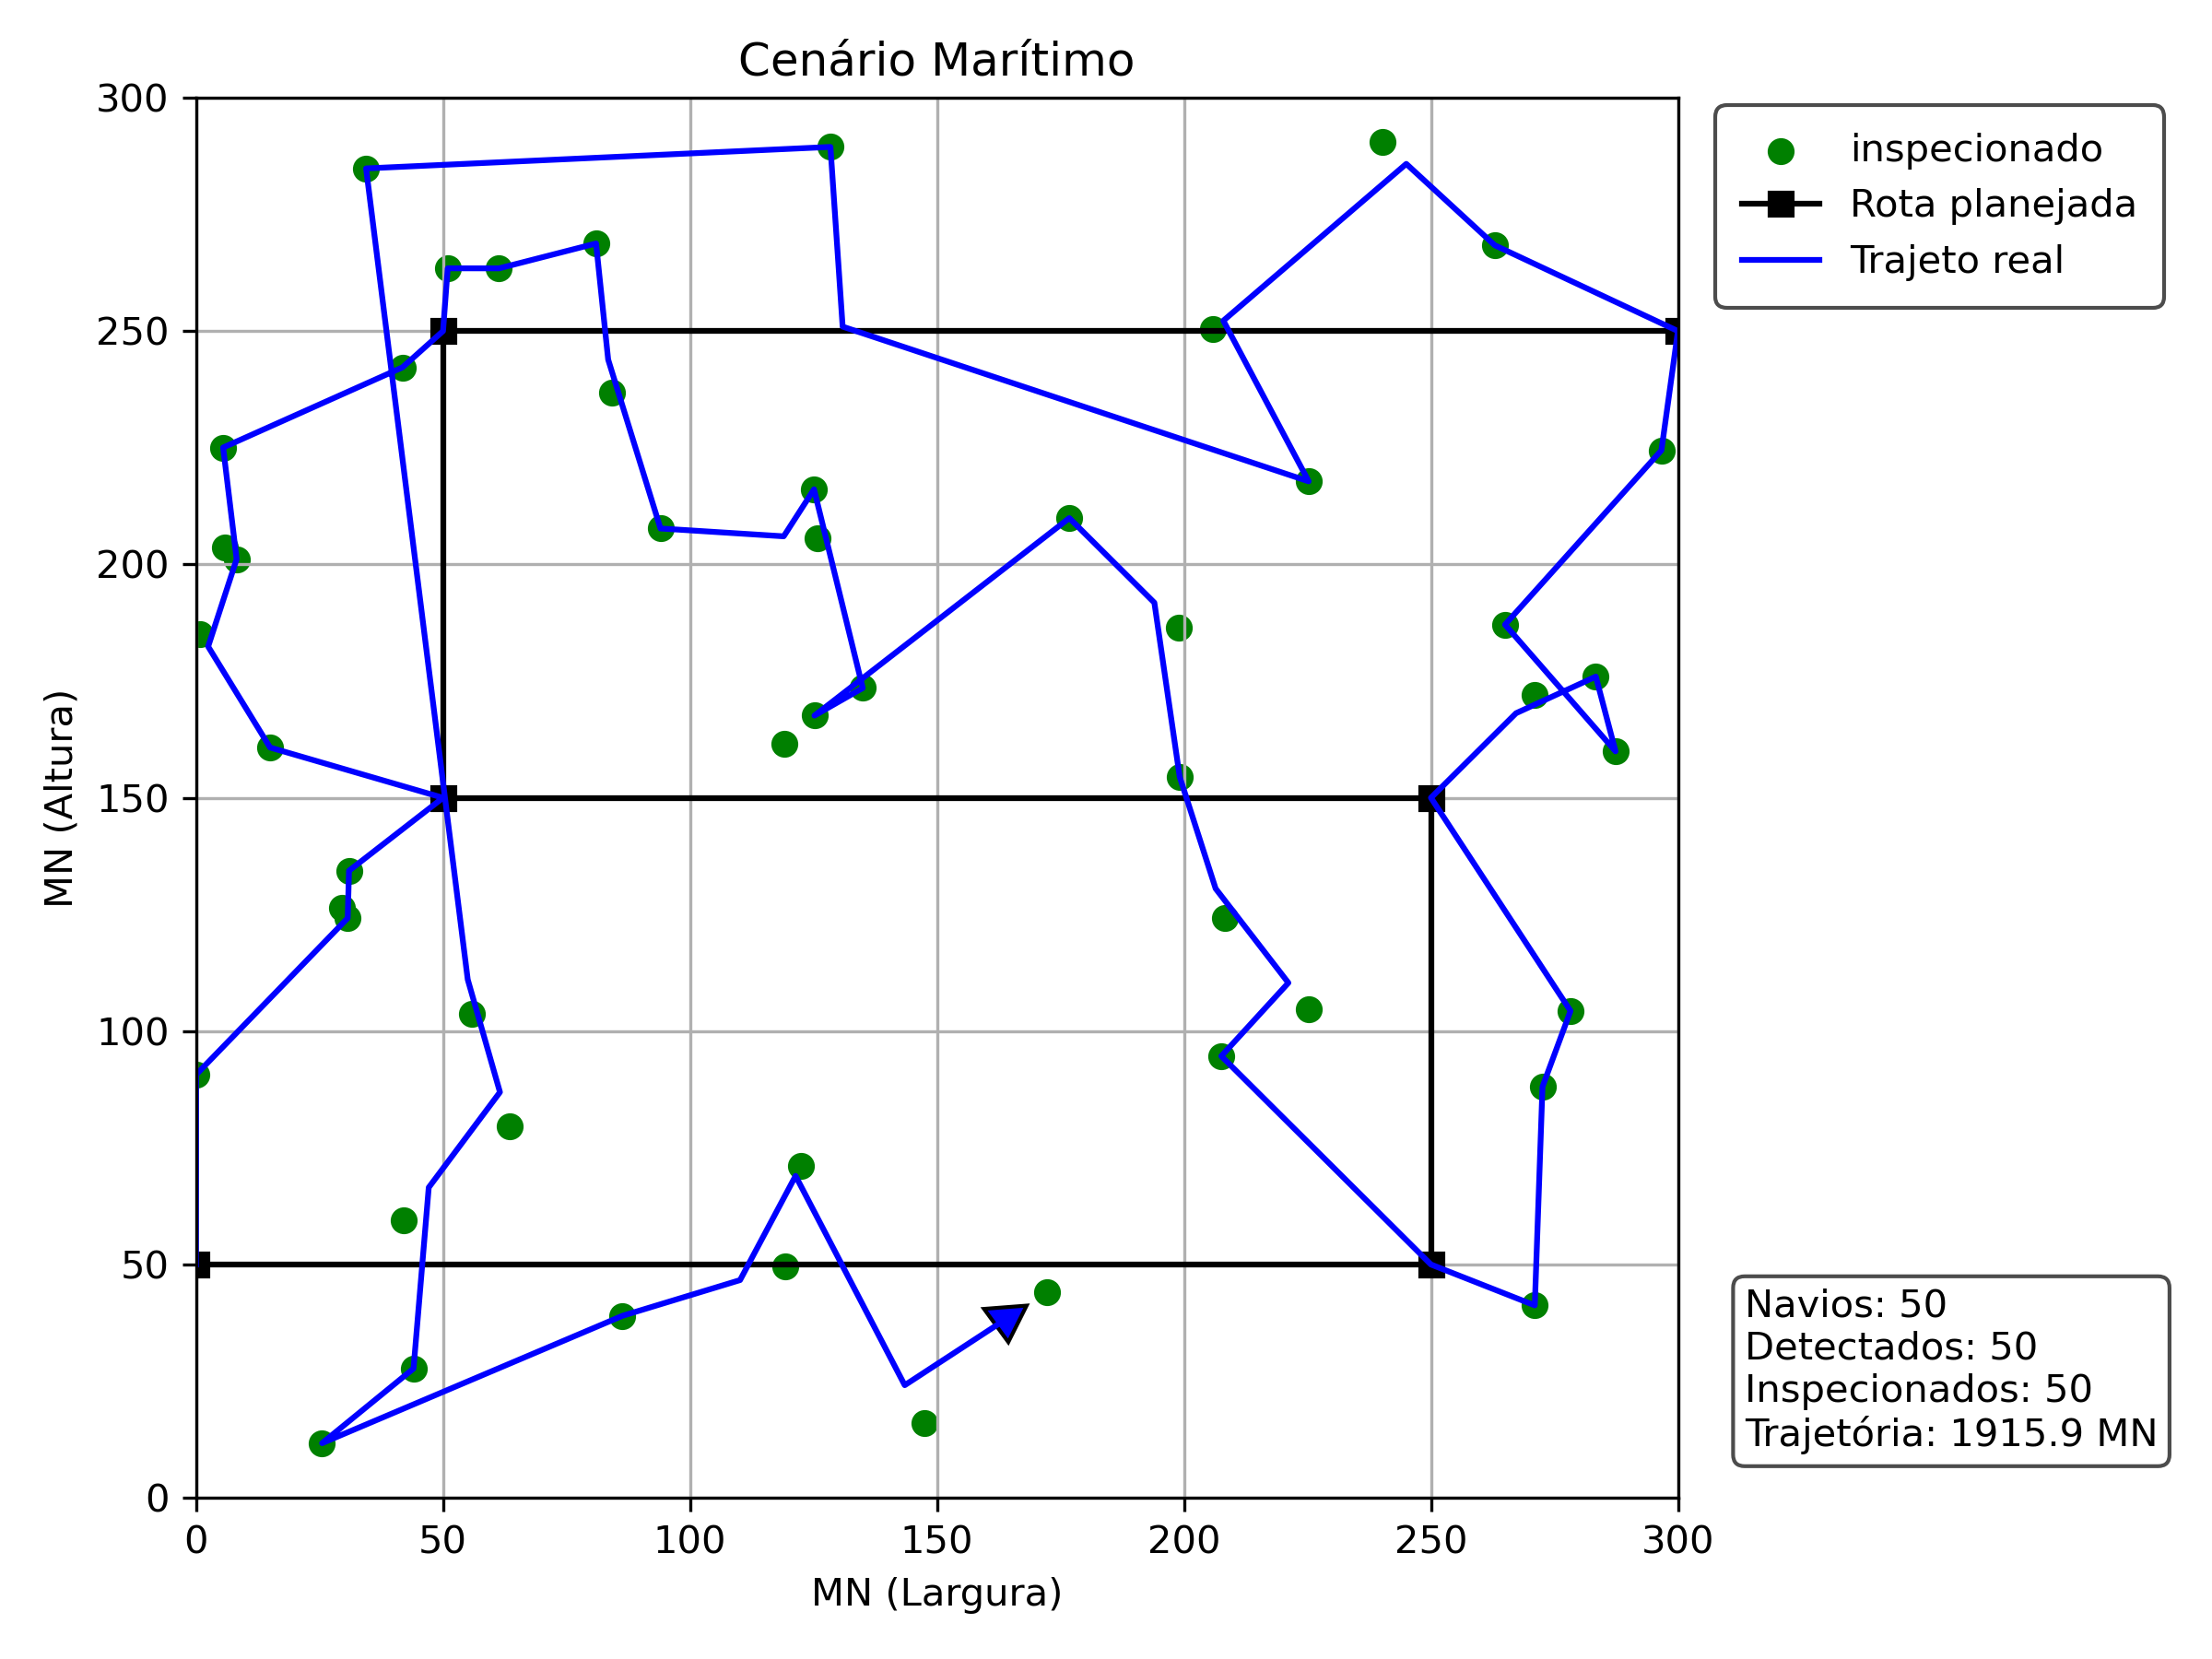 Cenário Marítimo
300
250
200
150
100
50
0
MN (Altura)
0 50 100 150 200 250 300
MN (Largura)
inspecionado
Rota planejada
Trajeto real
Navios: 50
Detectados: 50
Inspecionados: 50
Trajetória: 1915.9 MN